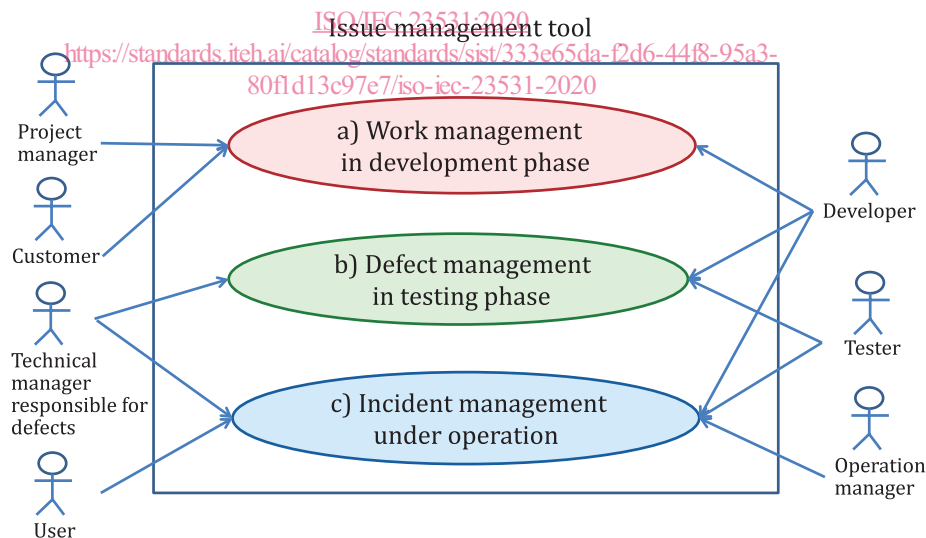 ISO/IEC 23531:2020
Issue management tool
https://standards.iteh.ai/catalog/standards/sist/333e65da-f2d6-44f8-95a3-
80f1d13c97e7/iso-iec-23531-2020
Project
manager
a) Work management
in development phase
Customer
Developer
b) Defect management
in testing phase
Technical
manager
responsible for
defects
Tester
c) Incident management
under operation
Operation
manager
User